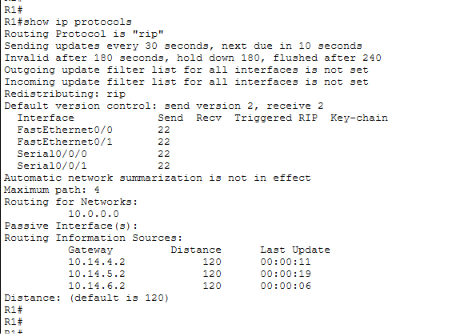 R1#
R1#show ip protocols
Routing Protocol is "rip"
Sending updates every 30 seconds, next due in 10 seconds
Invalid after 180 seconds, hold down 180, flushed after 240
Outgoing update filter list for all interfaces is not set
Incoming update filter list for all interfaces is not set
Redistributing: rip
Default version control: send version 2, receive 2
Interface Send Recv Triggered RIP Key-chain
FastEthernet0/0 22
FastEthernet0/1 22
Serial0/0/0 22
Serial0/0/1 22
Automatic network summarization is not in effect
Maximum path: 4
Routing for Networks:
10.0.0.0
Passive Interface(s):
Routing Information Sources:
Gateway Distance Last Update
10.14.4.2 120 00:00:11
10.14.5.2 120 00:00:19
10.14.6.2 120 00:00:06
Distance: (default is 120)
R1#
R1#
R1#